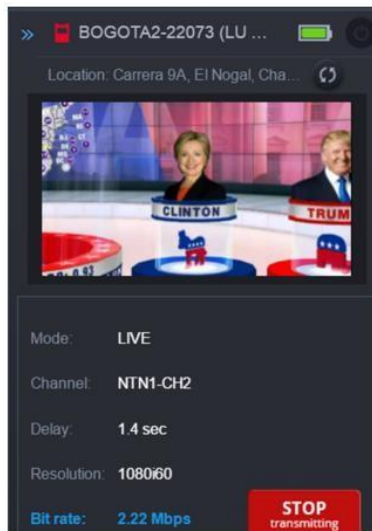 » BOGOTA2-22073 (LU ...
Location: Carrera 9A, El Nogal, Cha...
CLINTON
TRUM
Mode: LIVE
Channel: NTN1-CH2
Delay: 1.4 sec
Resolution: 1080i60
Bit rate: 2.22 Mbps
STOP
transmitting